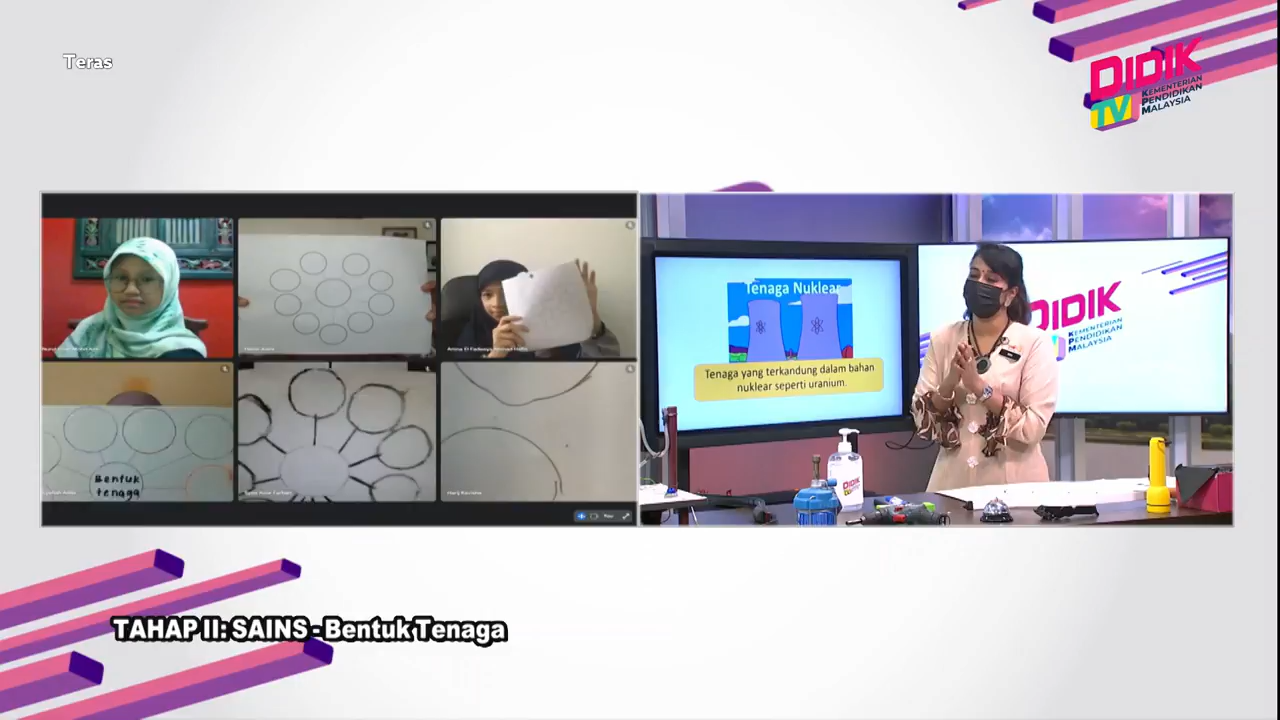 Teras
DIDIK
TV
KEMENTERIAN
PENDIDIKAN
MALAYSIA
Bentuk
tenaga
Tenaga Nuklear
Tenaga yang terkandung dalam bahan
nuklear seperti uranium.
DIDIK
KEMENTERIAN
PENDIDIKAN
MALAYSIA
DIDIK
TAHAP II: SAINS - Bentuk Tenaga